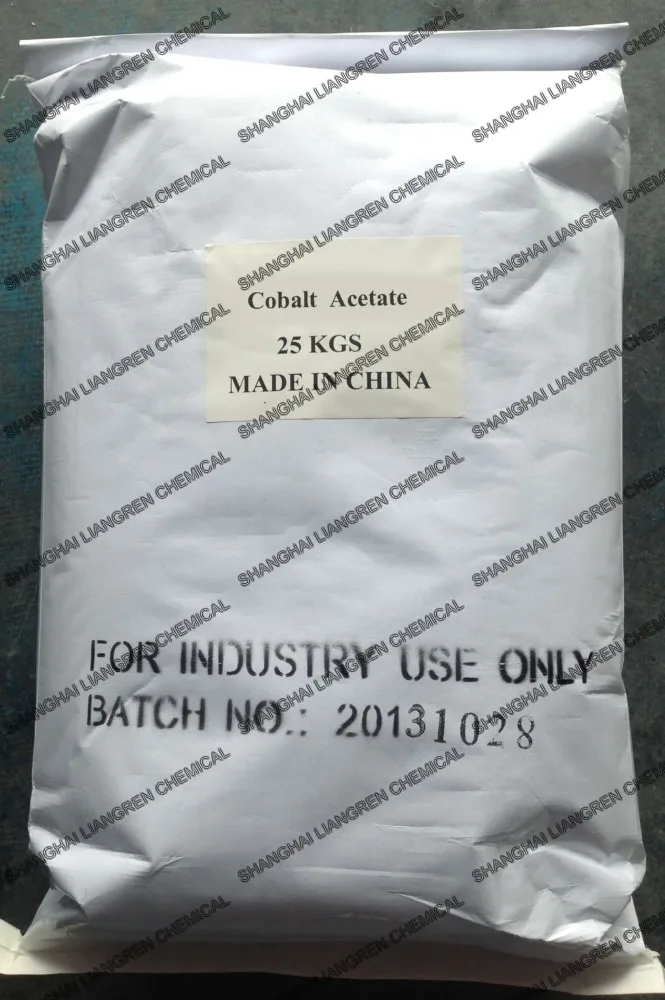 Cobalt Acetate
25 KGS
MADE IN CHINA
FOR INDUSTRY USE ONLY
BATCH NO.: 20131028
SHANGHAI LIANGREN CHEMICAL